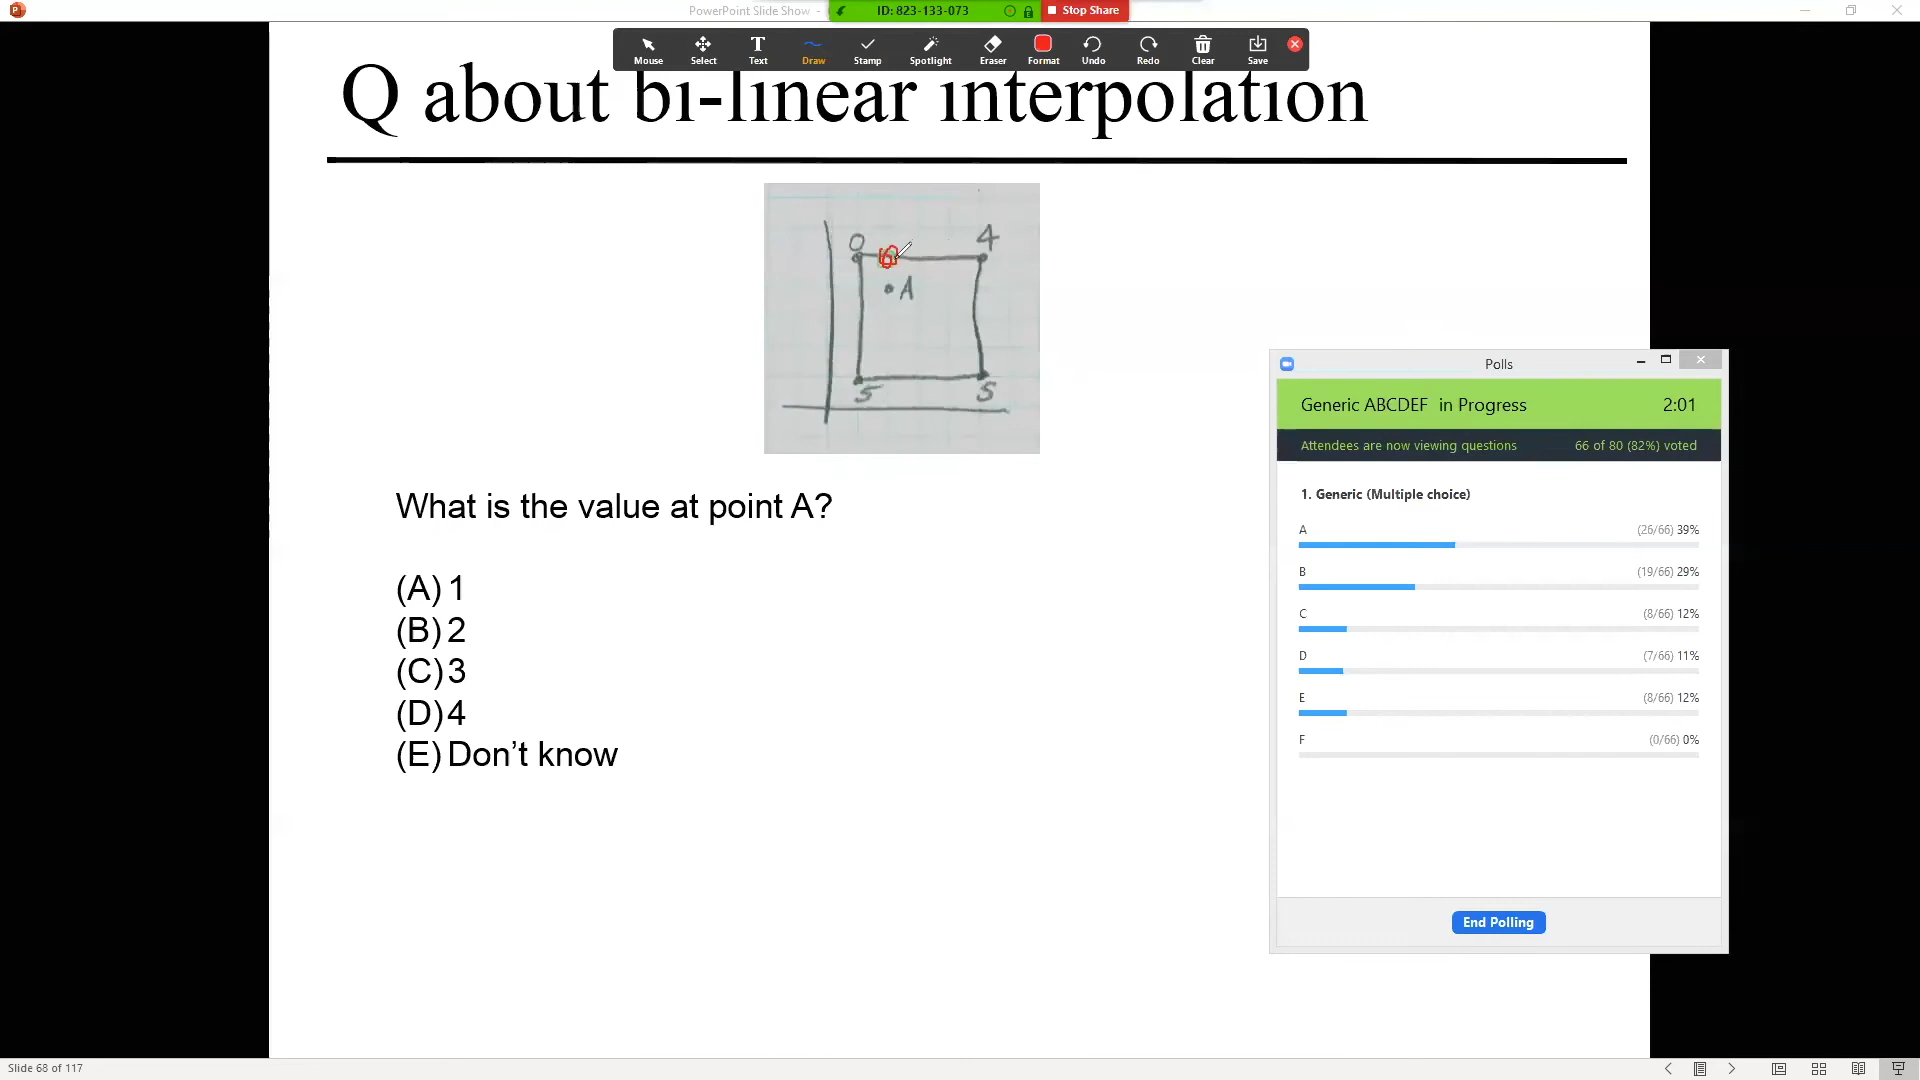 PowerPoint Slide Show -
ID: 823-133-073
Stop Share
Mouse
Select
Text
Draw
Stamp
Spotlight
Eraser
Format
Undo
Redo
Clear
Save
Q about bi-linear interpolation
0
4
A
5
5
What is the value at point A?
(A) 1
(B) 2
(C) 3
(D) 4
(E) Don't know
Polls
Generic ABCDEF in Progress
2:01
Attendees are now viewing questions
66 of 80 (82%) voted
1. Generic (Multiple choice)
A
(26/66) 39%
B
(19/66) 29%
C
(8/66) 12%
D
(7/66) 11%
E
(8/66) 12%
F
(0/66) 0%
End Polling
Slide 68 of 117